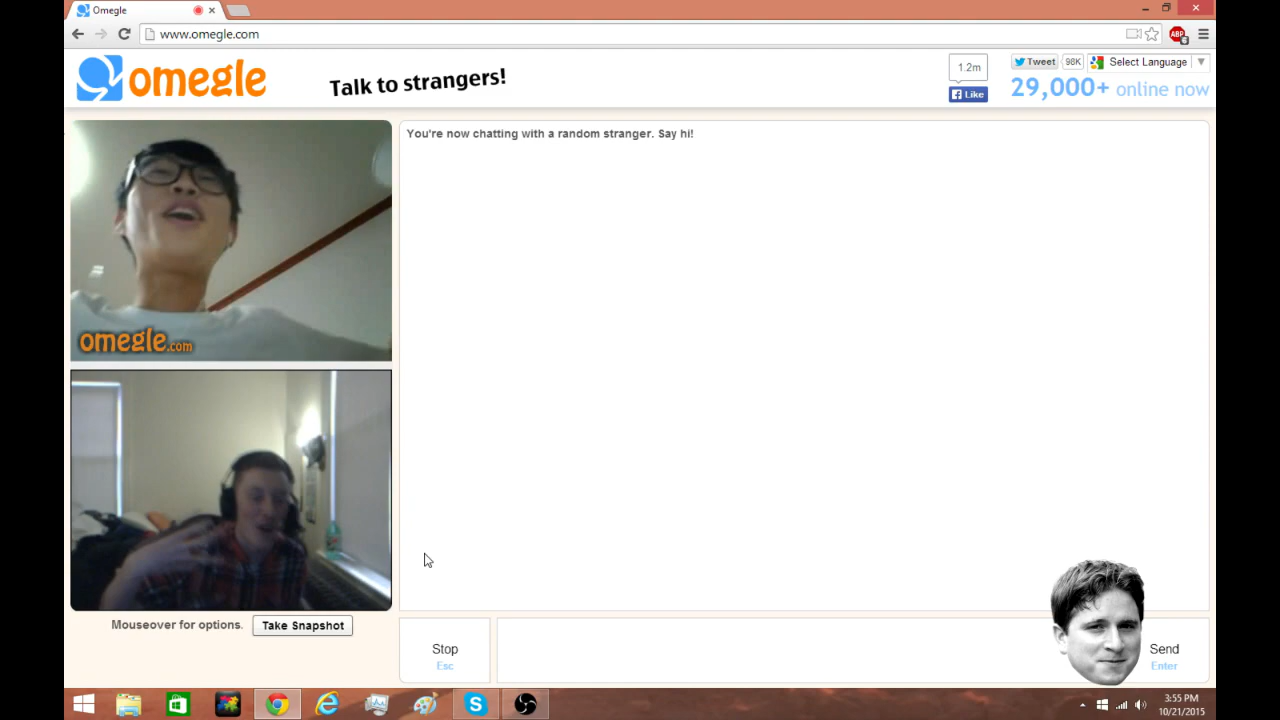 Omegle
www.omegle.com
omegle
Talk to strangers!
1.2m
Like
Tweet
98K
Select Language
29,000+ online now
You're now chatting with a random stranger. Say hi!
omegle.com
Mouseover for options.
Take Snapshot
Stop
Esc
Send
Enter
ABP
3:55 PM
10/21/2015